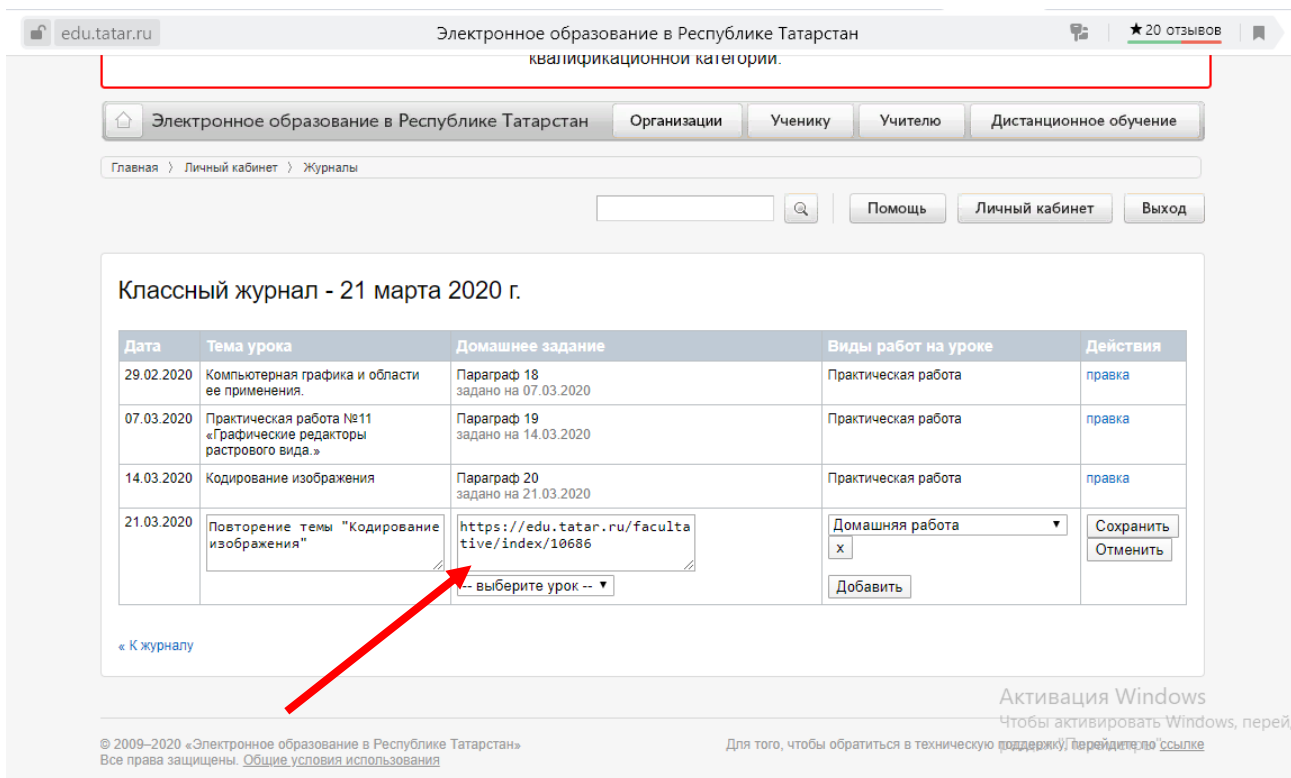 edu.tatar.ru Электронное образование в Республике Татарстан ★20 отзывов
квалификационной категории.
Электронное образование в Республике Татарстан Организации Ученику Учителю Дистанционное обучение
Главная 〉 Личный кабинет 〉 Журналы
Помощь Личный кабинет Выход
Классный журнал - 21 марта 2020 г.
Дата Тема урока Домашнее задание Виды работ на уроке Действия
29.02.2020 Компьютерная графика и области Параграф 18 Практическая работа правка
ее применения. задано на 07.03.2020
07.03.2020 Практическая работа №11 Параграф 19 Практическая работа правка
«Графические редакторы задано на 14.03.2020
растрового вида.»
14.03.2020 Кодирование изображения Параграф 20 Практическая работа правка
задано на 21.03.2020
21.03.2020 Повторение темы "Кодирование https://edu.tatar.ru/faculta Домашняя работа Сохранить
изображения" tive/index/10686 x Отменить
-- выберите урок -- Добавить
« К журналу
Активация Windows
Чтобы активировать Windows, перей
© 2009–2020 «Электронное образование в Республике Татарстан» Для того, чтобы обратиться в техническую поддержку, перейдите по ссылке
Все права защищены. Общие условия использования